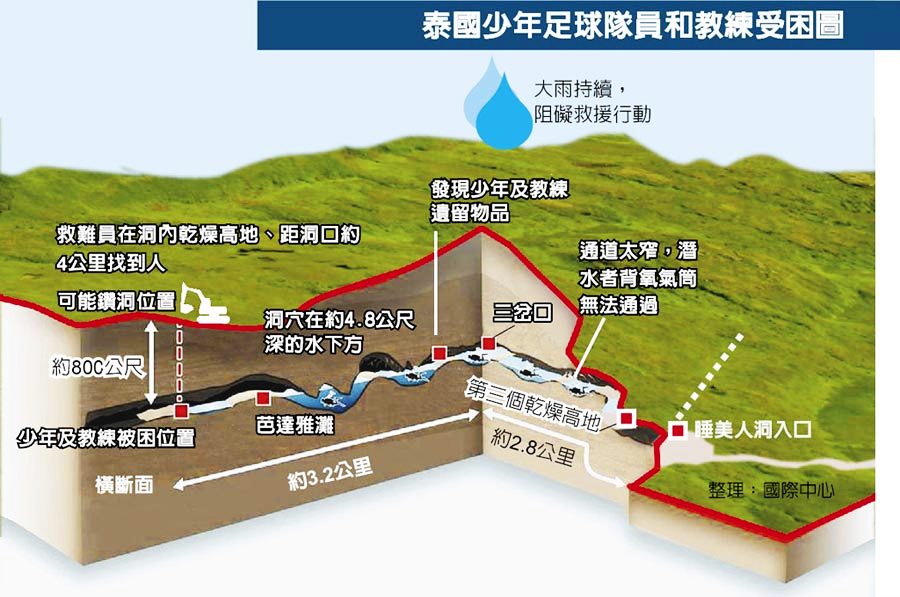 泰國少年足球隊員和教練受困圖
大雨持續，
阻礙救援行動
發現少年及教練
遺留物品
救難員在洞內乾燥高地、距洞口約
4公里找到人
通道太窄，潛
水者背氧氣筒
無法通過
可能鑽洞位置
洞穴在約4.8公尺
深的水下方
三岔口
約800公尺
第三個乾燥高地
少年及教練被困位置
芭達雅灘
睡美人洞入口
約2.8公里
橫斷面
約3.2公里
整理：國際中心